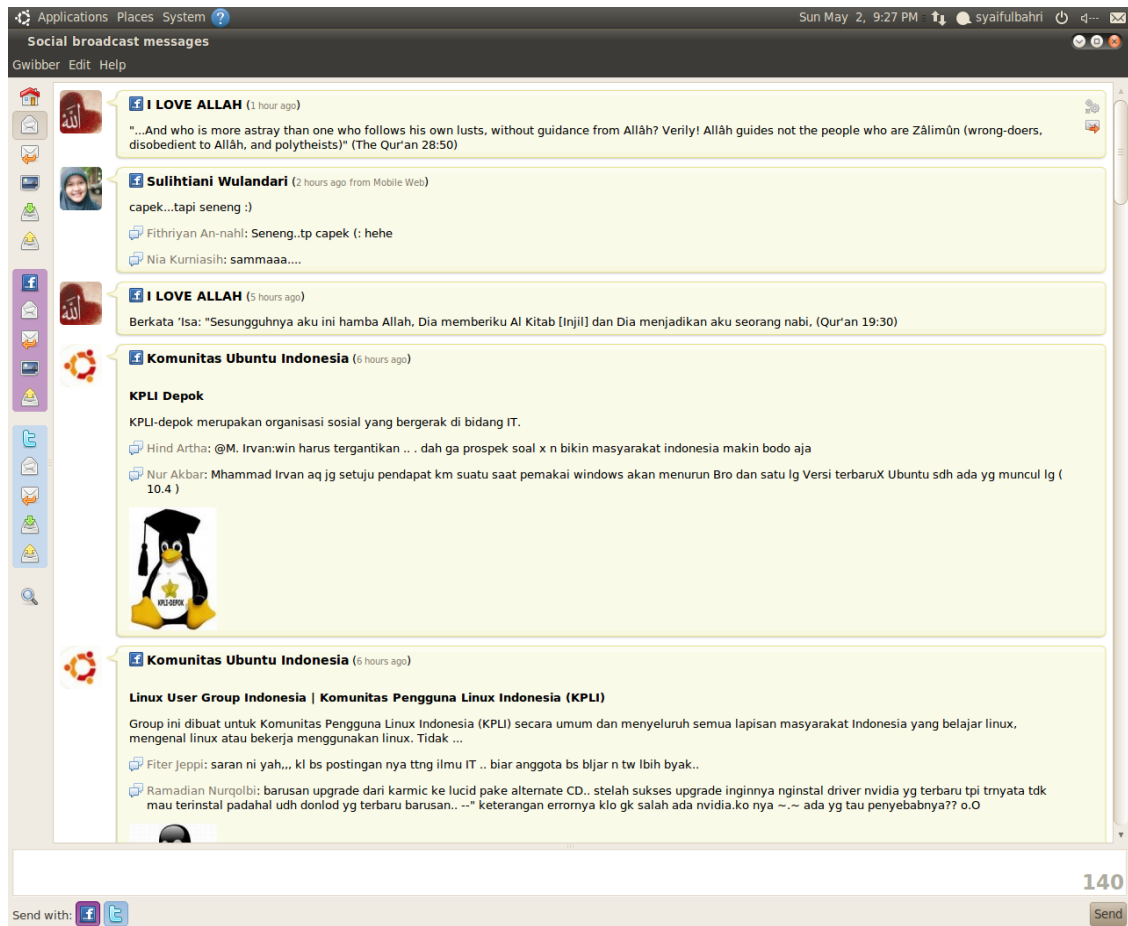 Applications Places System ? Sun May 2, 9:27 PM syaifulbahri
Social broadcast messages
Gwibber Edit Help
I LOVE ALLAH (1 hour ago)
"...And who is more astray than one who follows his own lusts, without guidance from Allâh? Verily! Allâh guides not the people who are Zâlimûn (wrong-doers,
disobedient to Allâh, and polytheists)" (The Qur'an 28:50)
Sulihtiani Wulandari (2 hours ago from Mobile Web)
capek...tapi seneng :)
Fithriyan An-nahl: Seneng..tp capek (: hehe
Nia Kurniasih: sammaaa....
I LOVE ALLAH (5 hours ago)
Berkata 'Isa: "Sesungguhnya aku ini hamba Allah, Dia memberiku Al Kitab [Injil] dan Dia menjadikan aku seorang nabi, (Qur'an 19:30)
Komunitas Ubuntu Indonesia (6 hours ago)
KPLI Depok
KPLI-depok merupakan organisasi sosial yang bergerak di bidang IT.
Hind Artha: @M. Irvan:win harus tergantikan .. . dah ga prospek soal x n bikin masyarakat indonesia makin bodo aja
Nur Akbar: Mhammad Irvan aq jg setuju pendapat km suatu saat pemakai windows akan menurun Bro dan satu lg Versi terbaruX Ubuntu sdh ada yg muncul lg (
10.4 )
KPLI-DEPOK
Komunitas Ubuntu Indonesia (6 hours ago)
Linux User Group Indonesia | Komunitas Pengguna Linux Indonesia (KPLI)
Group ini dibuat untuk Komunitas Pengguna Linux Indonesia (KPLI) secara umum dan menyeluruh semua lapisan masyarakat Indonesia yang belajar linux,
mengenal linux atau bekerja menggunakan linux. Tidak ...
Fiter Jeppi: saran ni yah,,, kl bs postingan nya ttng ilmu IT .. biar anggota bs bljar n tw lbih byak..
Ramadian Nurqolbi: barusan upgrade dari karmic ke lucid pake alternate CD.. stelah sukses upgrade inginnya nginstal driver nvidia yg terbaru tpi trnyata tdk
mau terinstal padahal udh donlod yg terbaru barusan.. --" keterangan errornya klo gk salah ada nvidia.ko nya ~.~ ada yg tau penyebabnya?? o.O
140
Send with: Send